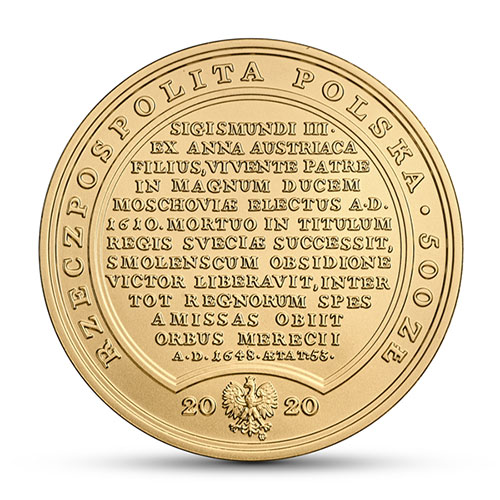 RZECZPOSPOLITA POLSKA · 500 ZŁ
SIGISMUNDI III·
EX ANNA AUSTRIACA
FILIUS, VIVENTE PATRE
IN MAGNUM DUCEM
MOSCHOVIÆ ELECTUS A.D.
1610. MORTUO IN TITULUM
REGIS SVECIÆ SUCCESSIT,
SMOLENSCUM OBSIDIONE
VICTOR LIBERAVIT, INTER
TOT REGNORUM SPES
AMISSAS OBIIT
ORBUS MERECII
A.D. 1648. ÆTAT: 53.
20 20